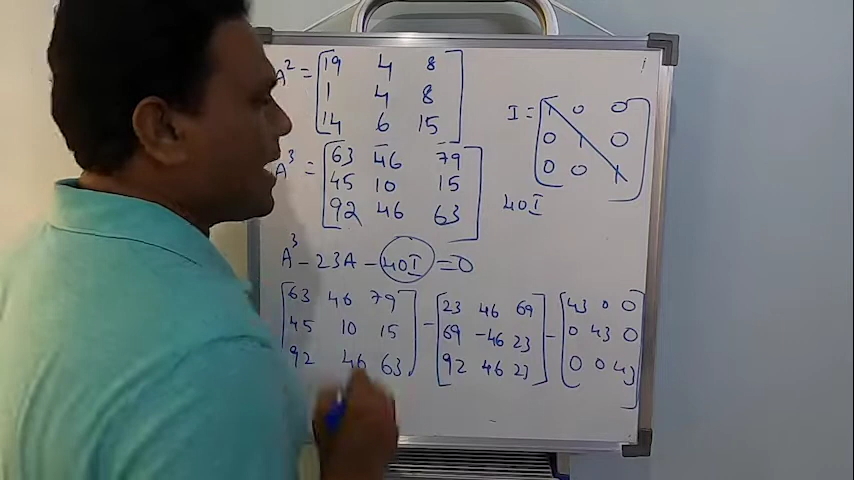 A² = [19 4 8
1 4 8
14 6 15]
I = [1 0 0
0 1 0
0 0 1]
A³ = [63 46 79
45 10 15
92 46 63]
40I
A³ - 23A - 40I = 0
[63 46 79] - [23 46 69] - [43 0 0]
45 10 15 69 -46 23 0 43 0
92 46 63 92 46 23 0 0 43